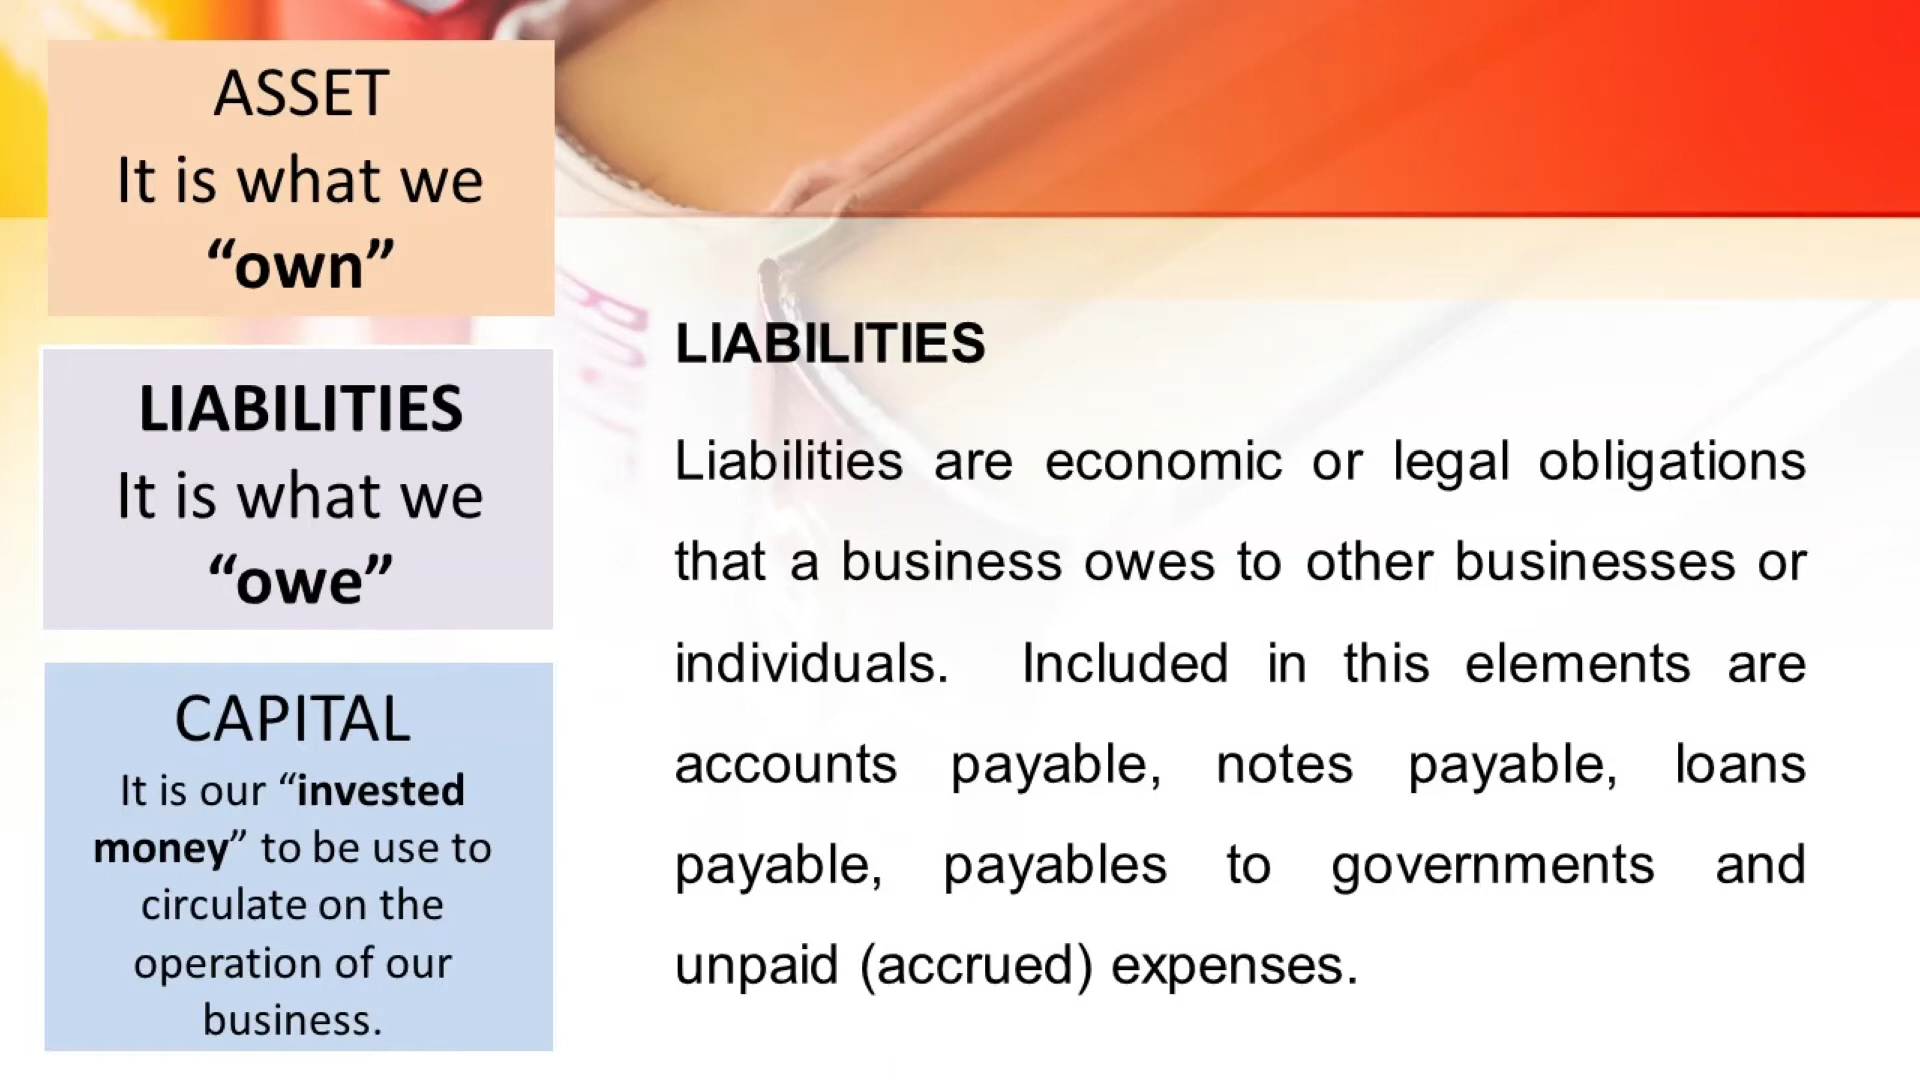 ASSET
It is what we
“own”
LIABILITIES
It is what we
“owe”
CAPITAL
It is our “invested
money” to be use to
circulate on the
operation of our
business.
LIABILITIES
Liabilities are economic or legal obligations
that a business owes to other businesses or
individuals. Included in this elements are
accounts payable, notes payable, loans
payable, payables to governments and
unpaid (accrued) expenses.